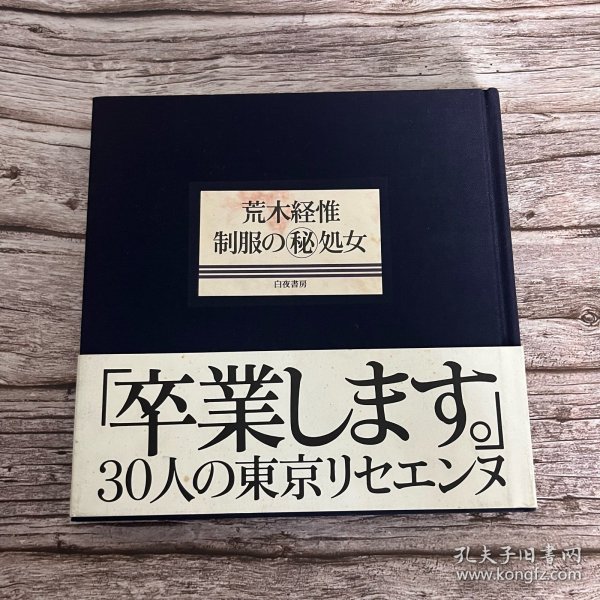 荒木経惟
制服の㊙処女
白夜書房
「卒業します。」
30人の東京リセエンヌ
孔夫子旧书网
www.kongfz.com